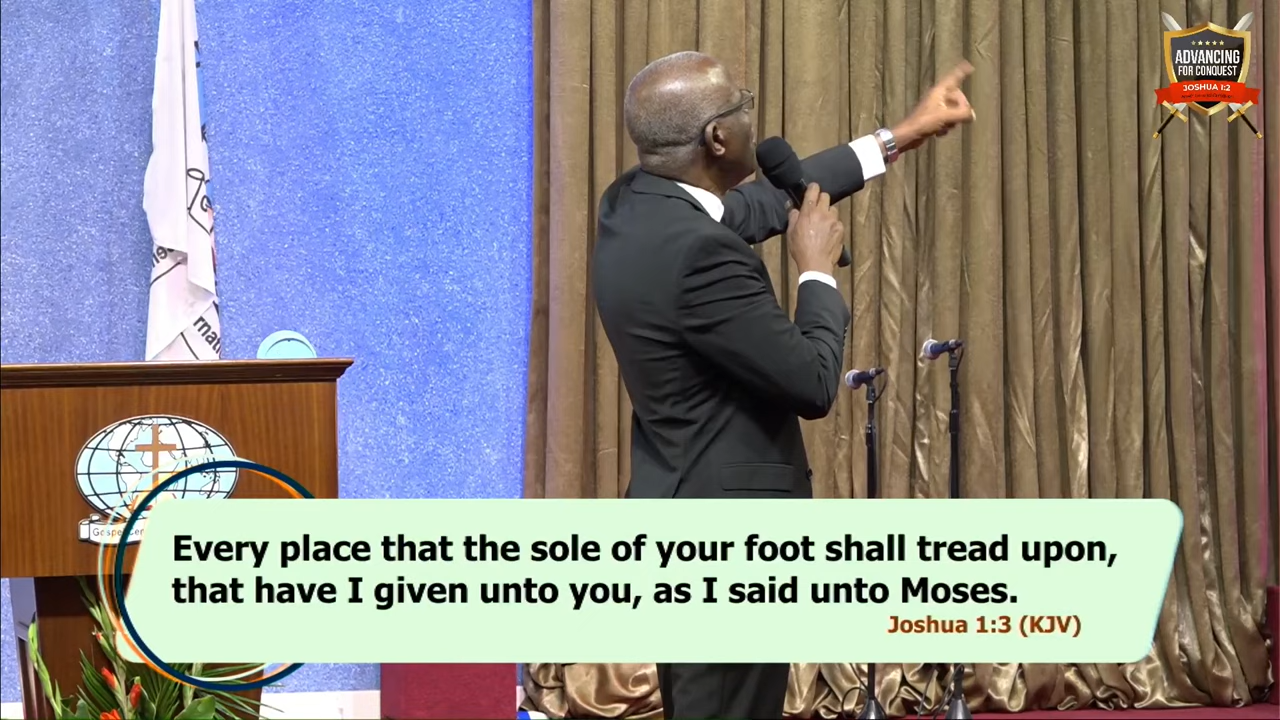 ADVANCING
FOR CONQUEST
JOSHUA 1:2
Every place that the sole of your foot shall tread upon,
that have I given unto you, as I said unto Moses.
Joshua 1:3 (KJV)